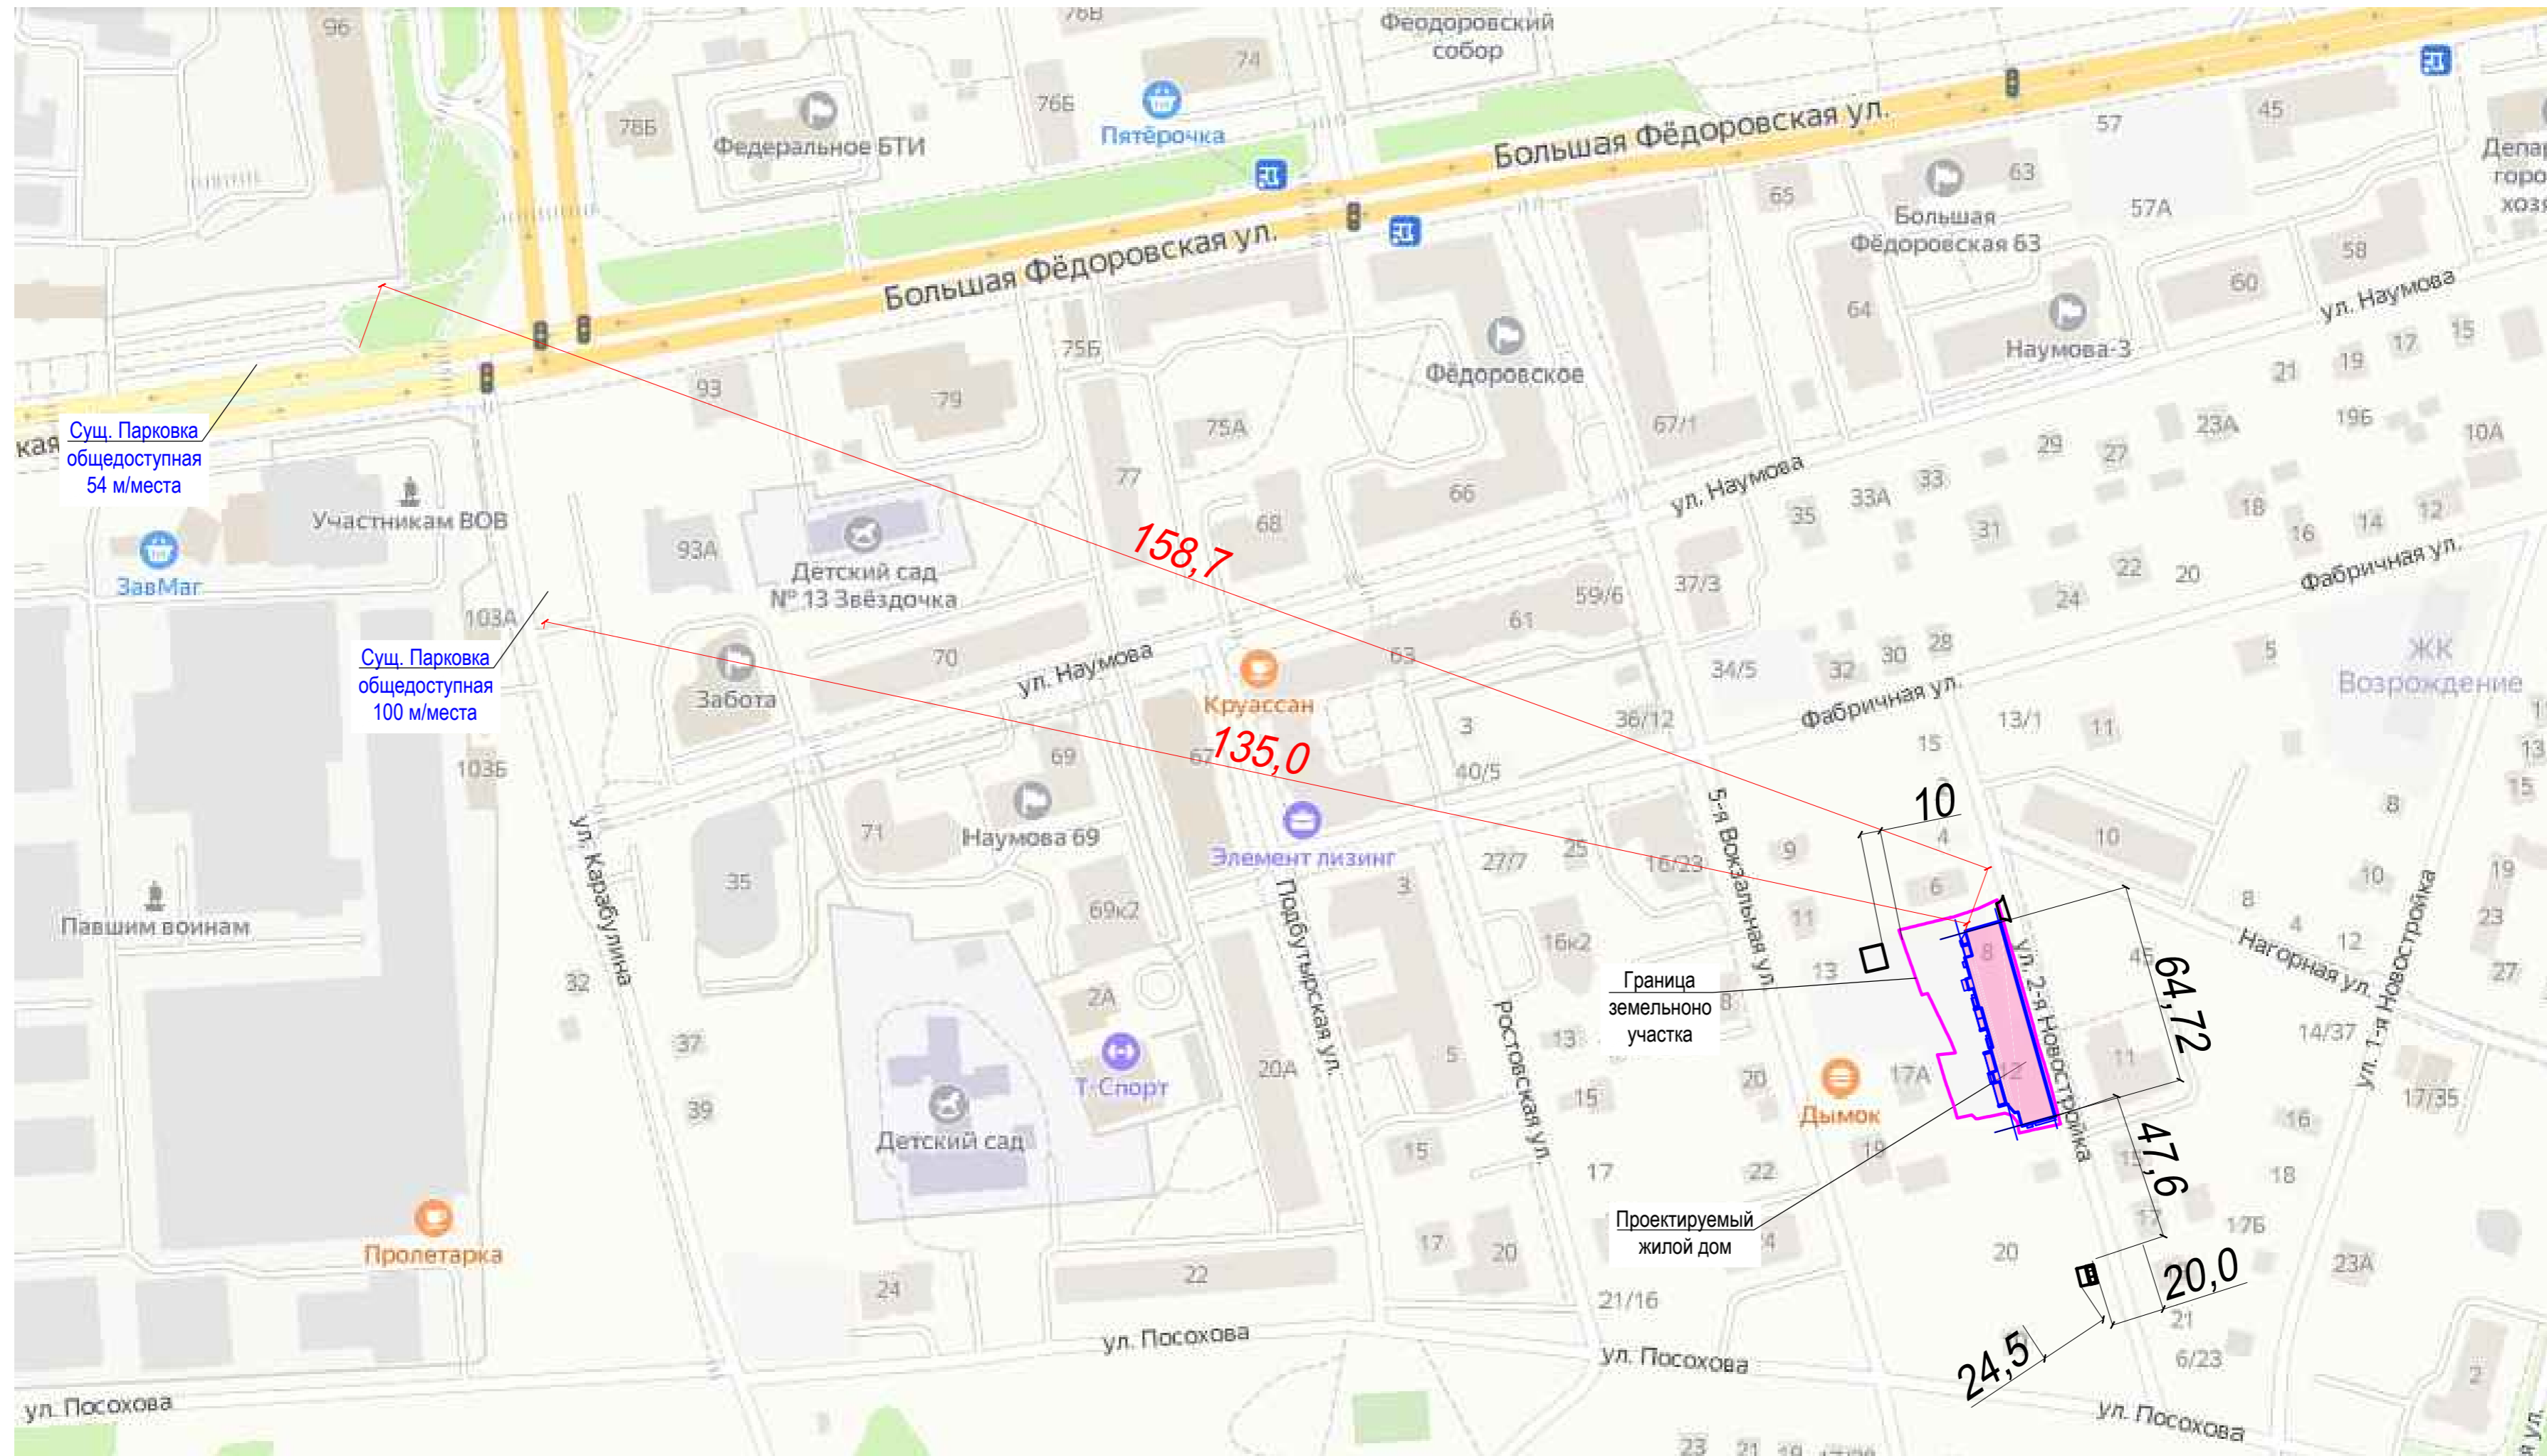 96
76В
Феодоровский
собор
74
76Б
78Б
Федеральное БТИ
Пятёрочка
Большая Фёдоровская ул.
57
45
63
65
57А
Большая
Фёдоровская 63
58
ул. Наумова
60
64
Наумова-3
Большая Фёдоровская ул.
75Б
Фёдоровское
93
79
75А
67/1
15
17
19
21
19Б
10А
23А
27
29
кая
Сущ. Парковка
общедоступная
54 м/места
77
66
ул. Наумова
33
33А
35
31
18
16
14
12
Участникам ВОВ
ЗавМаг
93А
Детский сад
№ 13 Звёздочка
68
158,7
Фабричная ул.
22
20
24
59/6
37/3
61
103А
Сущ. Парковка
общедоступная
100 м/места
70
ул. Наумова
63
Забота
Круассан
34/5
32
30
28
5
ЖК
Возрождение
Фабричная ул.
36/12
3
13/1
11
15
103Б
69
67
135,0
40/5
13
15
8
10
10
4
71
Наумова 69
Элемент лизинг
5-я Вокзальная ул.
9
25
27/7
16/23
6
35
ул. Карабулина
Подбутырская ул.
3
69к2
11
10
19
8
4
12
23
27
Нагорная ул.
Павшим воинам
16к2
13
8
45
64,72
Граница
земельноно
участка
8
ул. 2-я Новостройка
ул. 1-я Новостройка
14/37
32
2А
Ростовская ул.
13
5
20А
37
39
Т-Спорт
Детский сад
15
20
Дымок
17А
12
11
17/35
16
15
19
15
47,6
17
22
18
17
17Б
Пролетарка
Проектируемый
жилой дом
17
20
20
23А
20,0
24
22
21/16
21
6/23
24,5
2
ул. Посохова
ул. Посохова
ул. Посохова
ул. Посохова
23
21
19